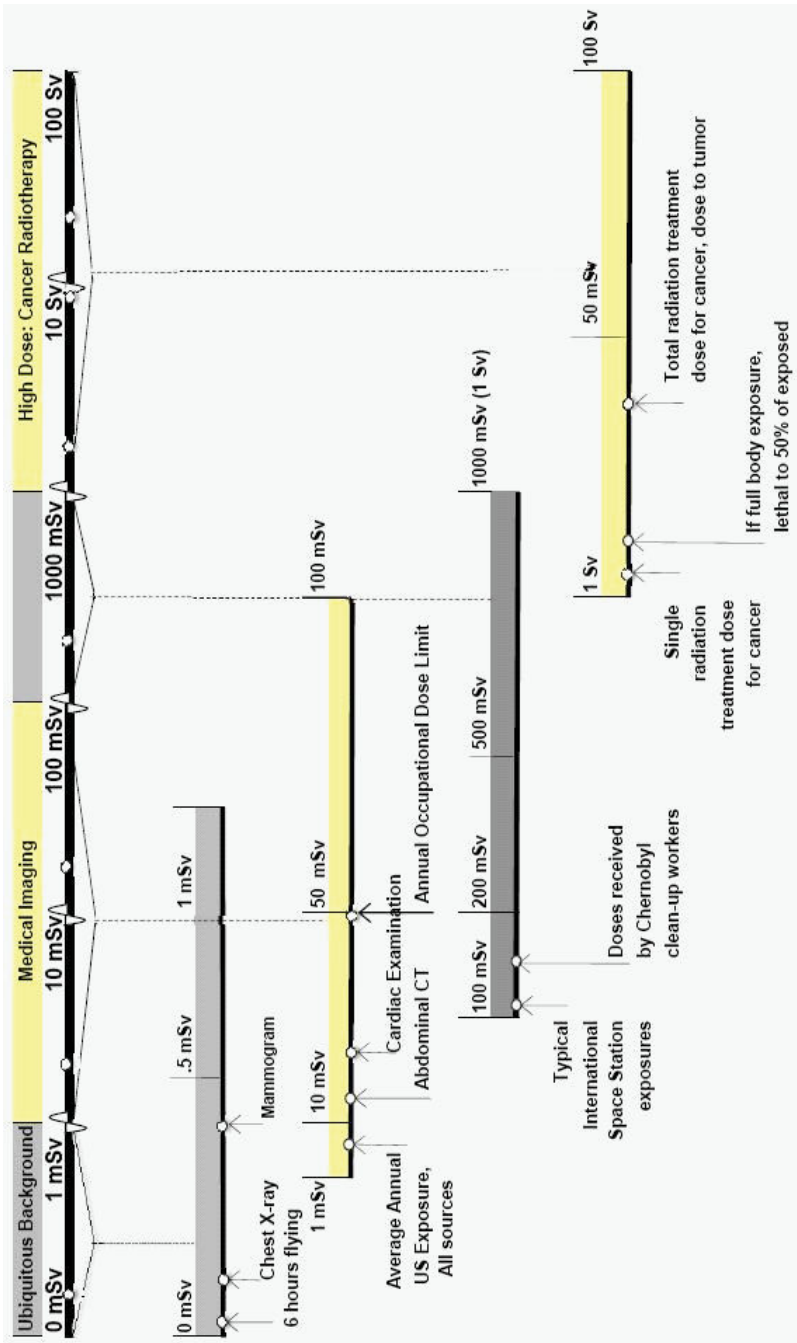 Ubiquitous Background
Medical Imaging
High Dose: Cancer Radiotherapy
0 mSv
1 mSv
10 mSv
100 mSv
1000 mSv
10 Sv
100 Sv
0 mSv
.5 mSv
1 mSv
6 hours flying
Chest X-ray
Mammogram
1 mSv
10 mSv
50 mSv
100 mSv
Average Annual
US Exposure,
All sources
Abdominal CT
Cardiac Examination
Annual Occupational Dose Limit
100 mSv
200 mSv
500 mSv
1000 mSv (1 Sv)
Typical
International
Space Station
exposures
Doses received
by Chernobyl
clean-up workers
1 Sv
50 mSv
100 Sv
Single
radiation
treatment dose
for cancer
If full body exposure,
lethal to 50% of exposed
Total radiation treatment
dose for cancer, dose to tumor